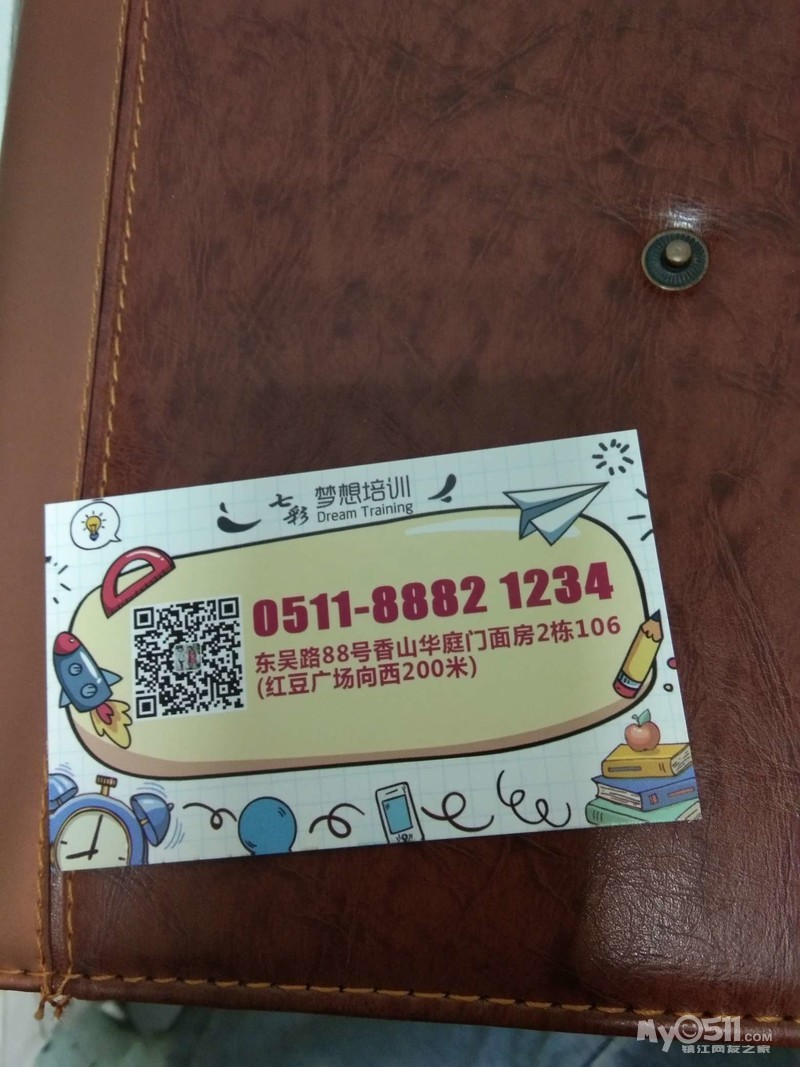 七彩 梦想培训
Dream Training
0511-8882 1234
东吴路88号香山华庭门面房2栋106
(红豆广场向西200米)
My0511.COM
镇江网友之家